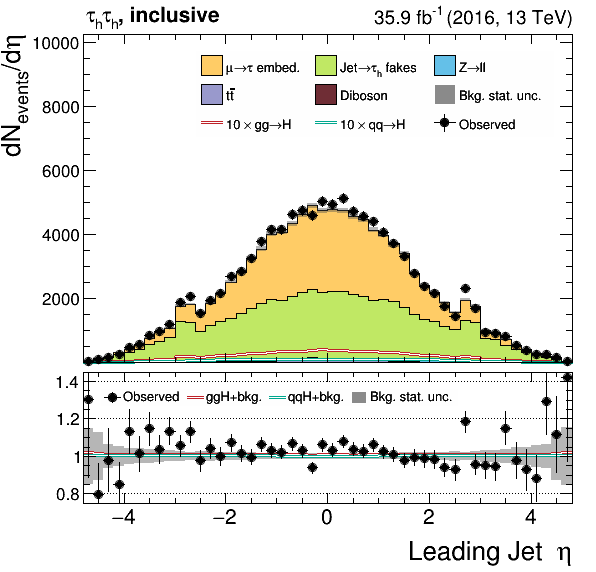 τhτh, inclusive 35.9 fb-1 (2016, 13 TeV)
dNevents/dη
10000
8000
6000
4000
2000
μ→τ embed. Jet→τh fakes Z→ll
tt̄ Diboson Bkg. stat. unc.
10 × gg→H 10 × qq→H Observed
1.4
1.2
1
0.8
Observed ggH+bkg. qqH+bkg. Bkg. stat. unc.
−4 −2 0 2 4
Leading Jet η